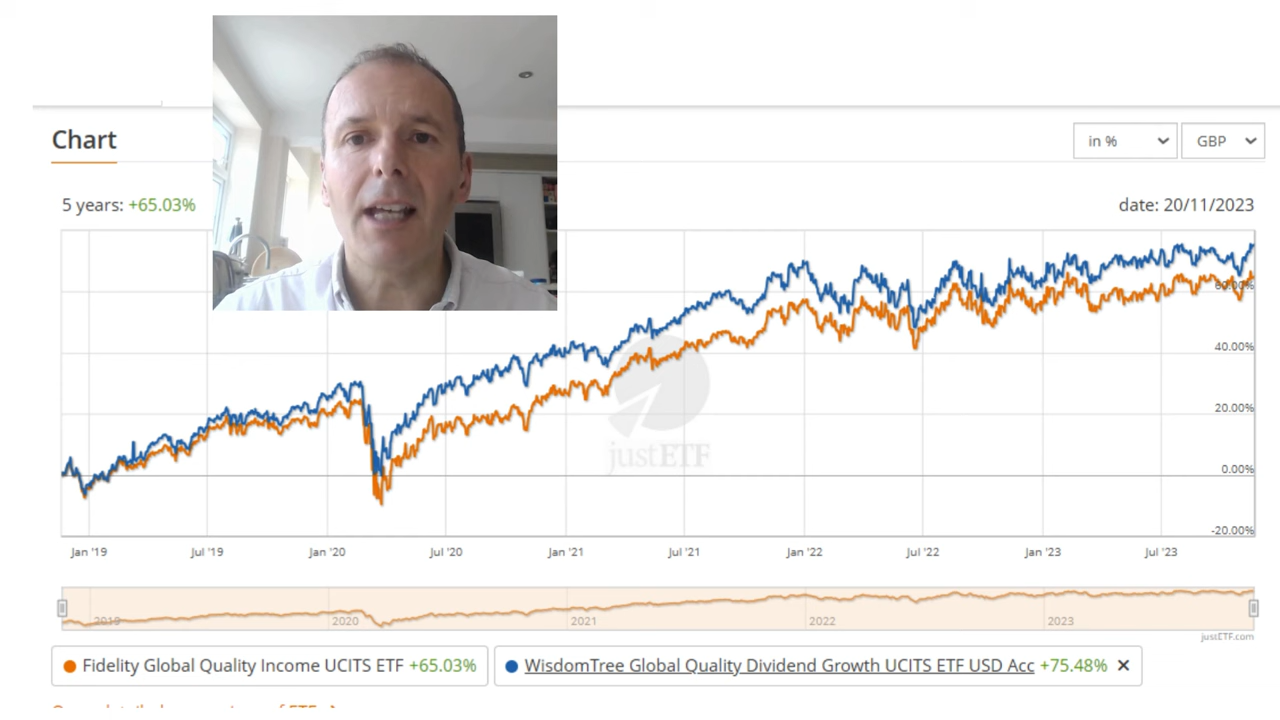 Chart
in %
GBP
5 years: +65.03%
date: 20/11/2023
60.00%
40.00%
20.00%
0.00%
-20.00%
justETF
Jan '19 Jul '19 Jan '20 Jul '20 Jan '21 Jul '21 Jan '22 Jul '22 Jan '23 Jul '23
2019 2020 2021 2022 2023
justETF.com
Fidelity Global Quality Income UCITS ETF +65.03%
WisdomTree Global Quality Dividend Growth UCITS ETF USD Acc +75.48% ✕